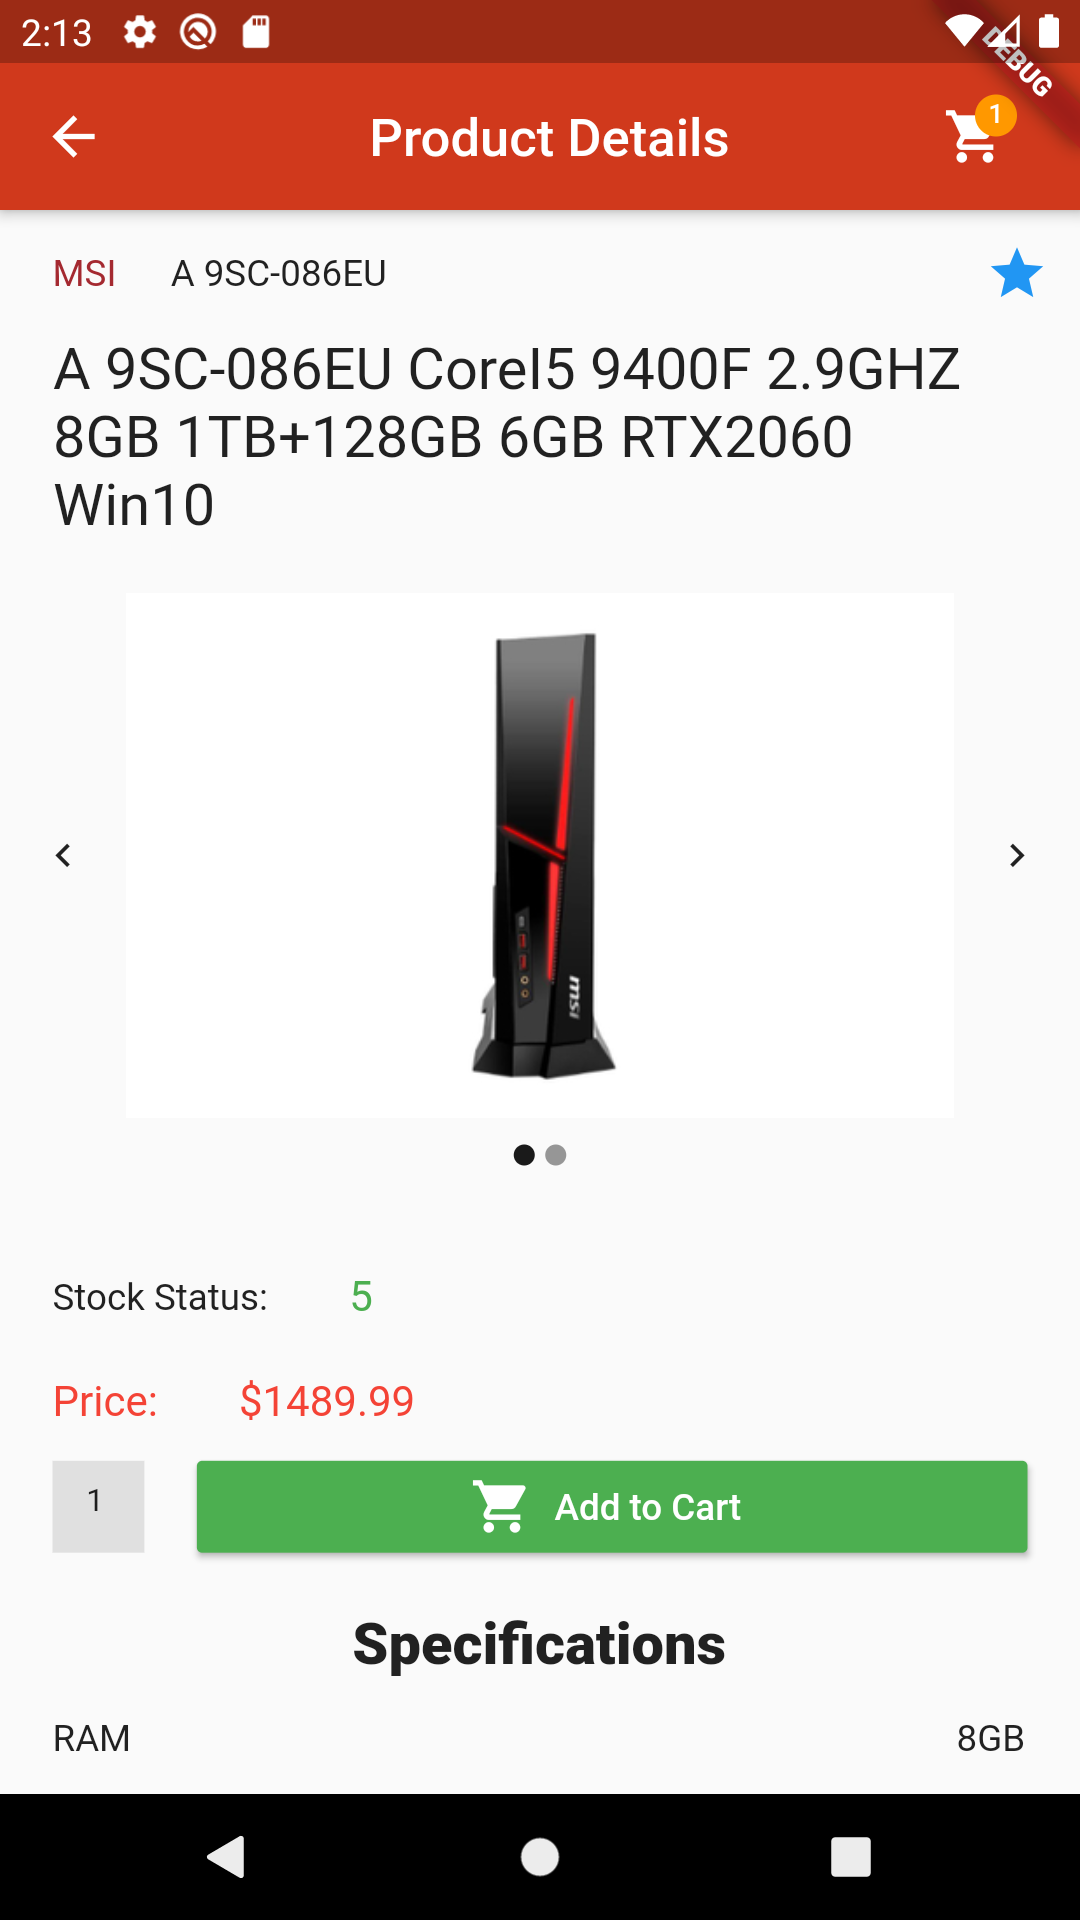 2:13
DEBUG
Product Details
1
MSI A 9SC-086EU
A 9SC-086EU CoreI5 9400F 2.9GHZ
8GB 1TB+128GB 6GB RTX2060
Win10
msi
Stock Status: 5
Price: $1489.99
1 Add to Cart
Specifications
RAM 8GB